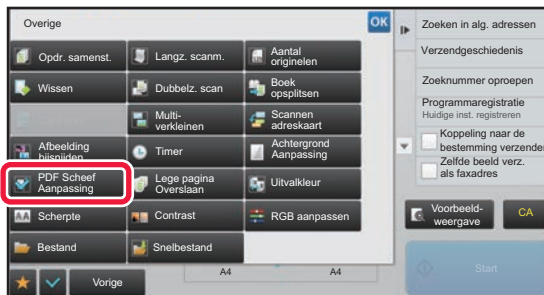 Overige
OK
Opdr. samenst.
Langz. scanm.
Aantal
originelen
Wissen
Dubbelz. scan
Boek
opsplitsen
Multi-
verkleinen
Scannen
adreskaart
Afbeelding
bijsnijden
Timer
Achtergrond
Aanpassing
PDF Scheef
Aanpassing
Lege pagina
Overslaan
Uitvalkleur
AA Scherpte
Contrast
RGB aanpassen
Bestand
Snelbestand
Vorige
A4
A4
Zoeken in alg. adressen
Verzendgeschiedenis
Zoeknummer oproepen
Programmaregistratie
Huidige inst. registreren
Koppeling naar de
bestemming verzenden
Zelfde beeld verz.
als faxadres
Voorbeeld-
weergave
CA
Start